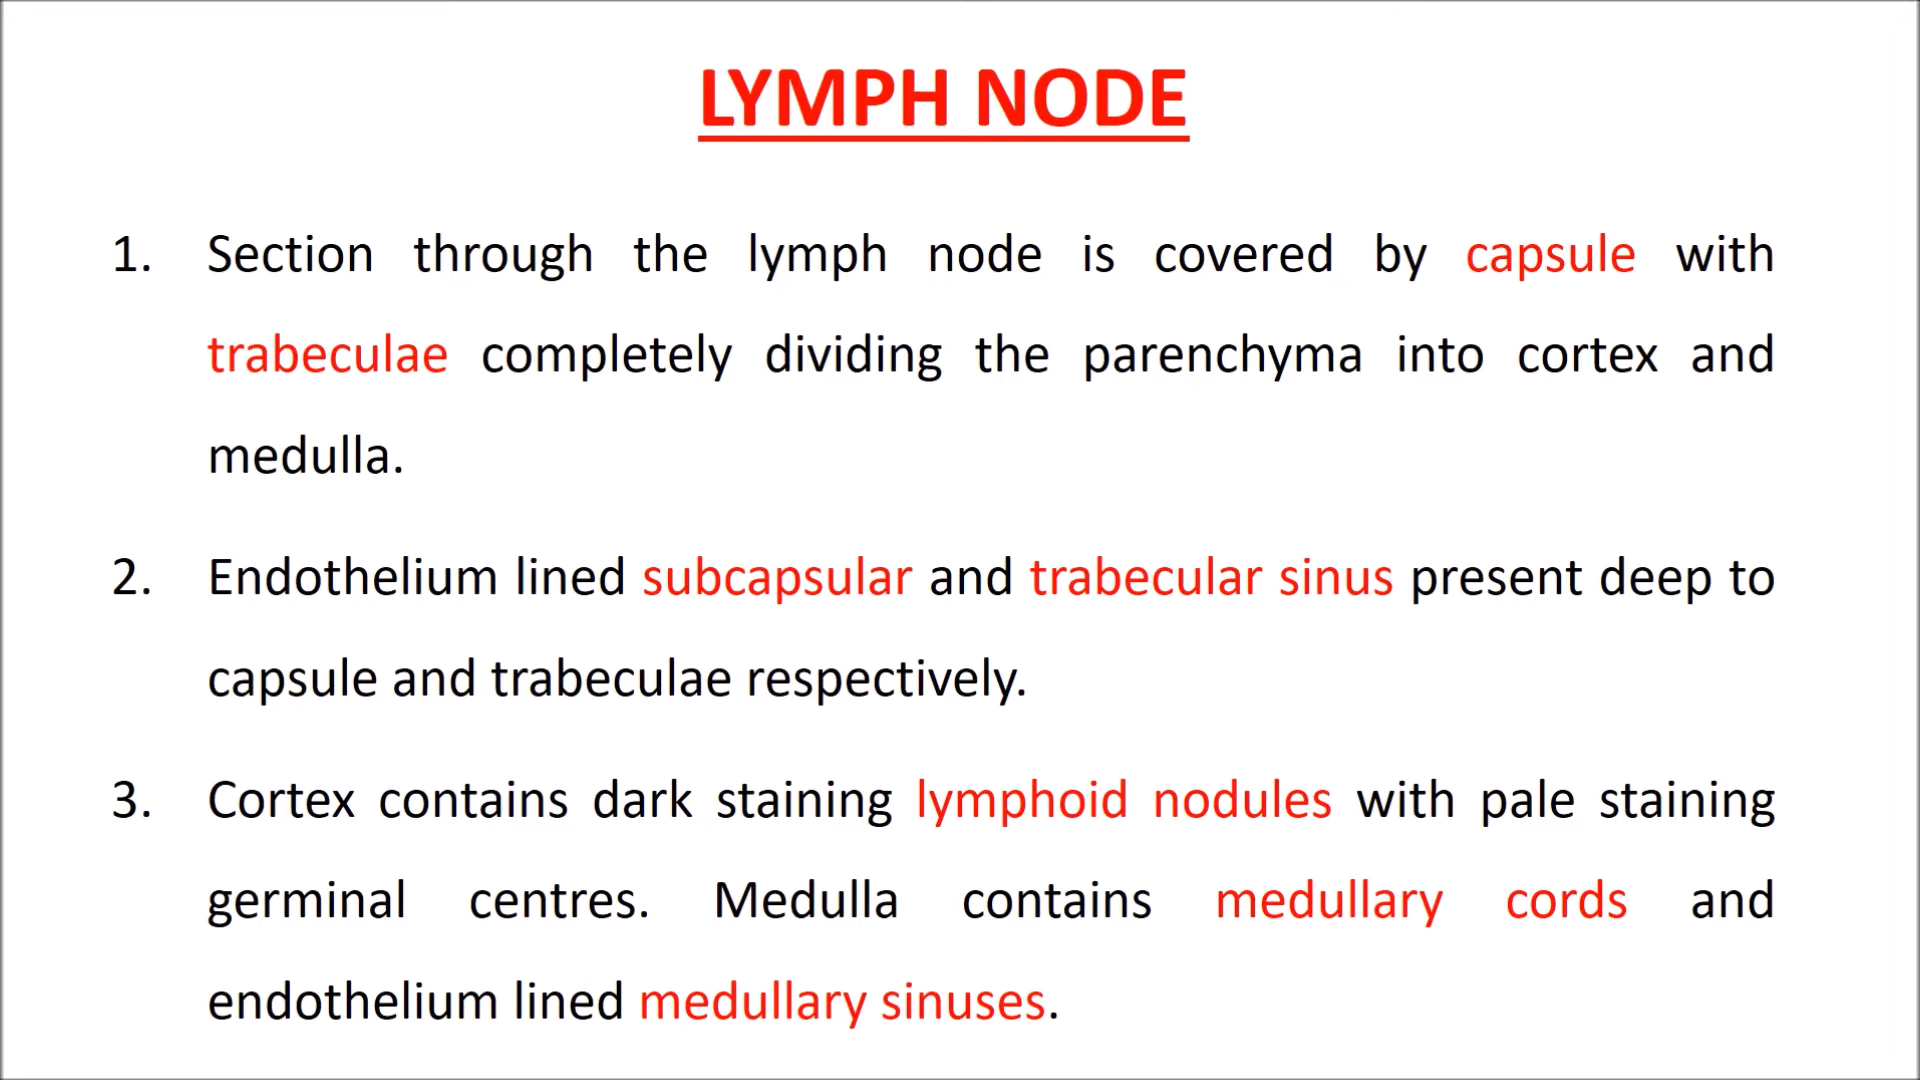 LYMPH NODE
1. Section through the lymph node is covered by capsule with
trabeculae completely dividing the parenchyma into cortex and
medulla.
2. Endothelium lined subcapsular and trabecular sinus present deep to
capsule and trabeculae respectively.
3. Cortex contains dark staining lymphoid nodules with pale staining
germinal centres. Medulla contains medullary cords and
endothelium lined medullary sinuses.